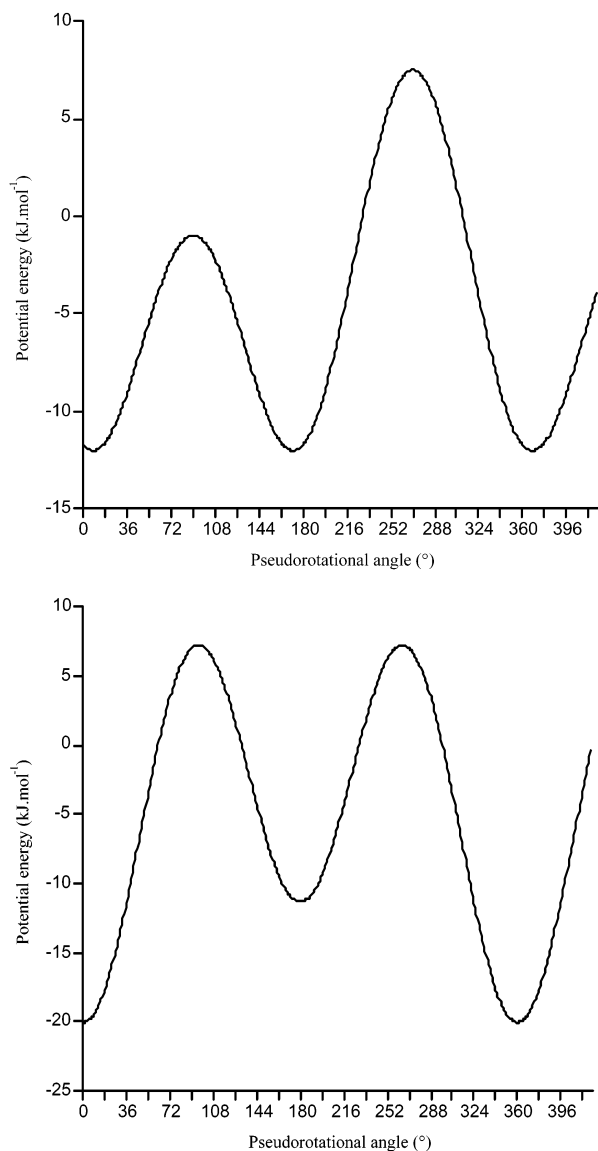 10
5
0
-5
-10
-15
Potential energy (kJ.mol-1)
0 36 72 108 144 180 216 252 288 324 360 396
Pseudorotational angle (°)
10
5
0
-5
-10
-15
-20
-25
Potential energy (kJ.mol-1)
0 36 72 108 144 180 216 252 288 324 360 396
Pseudorotational angle (°)